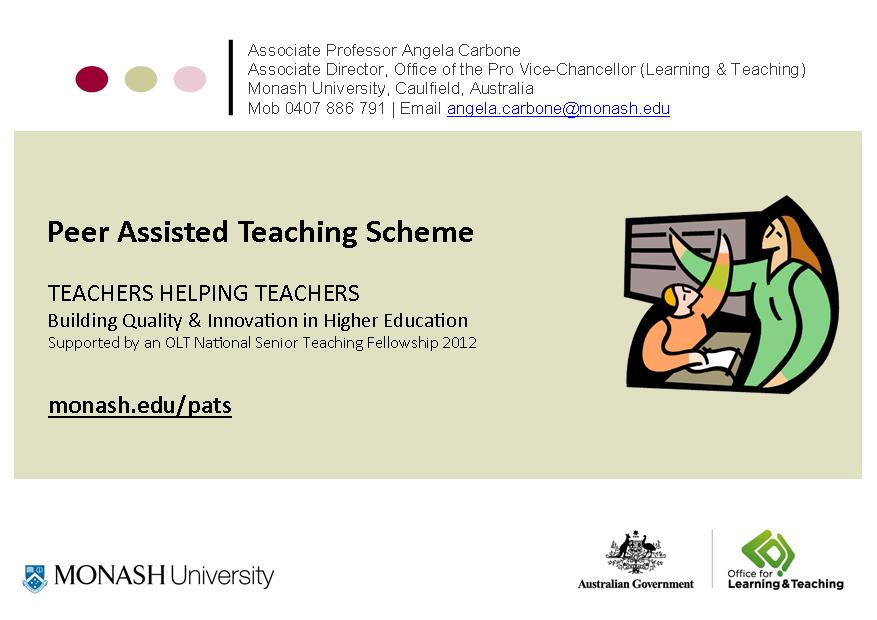 Associate Professor Angela Carbone
Associate Director, Office of the Pro Vice-Chancellor (Learning & Teaching)
Monash University, Caulfield, Australia
Mob 0407 886 791 | Email angela.carbone@monash.edu
Peer Assisted Teaching Scheme
TEACHERS HELPING TEACHERS
Building Quality & Innovation in Higher Education
Supported by an OLT National Senior Teaching Fellowship 2012
monash.edu/pats
MONASH University
Australian Government
Office for
Learning & Teaching